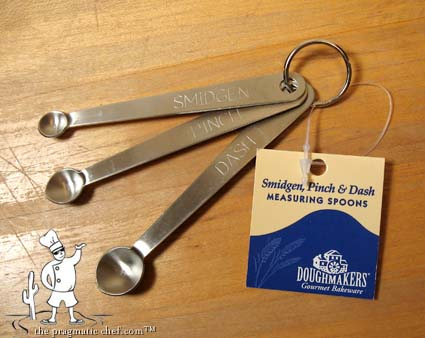 SMIDGEN
PINCH
DASH
Smidgen, Pinch & Dash
MEASURING SPOONS
DOUGHMAKERS®
Gourmet Bakeware
the pragmatic chef.com™